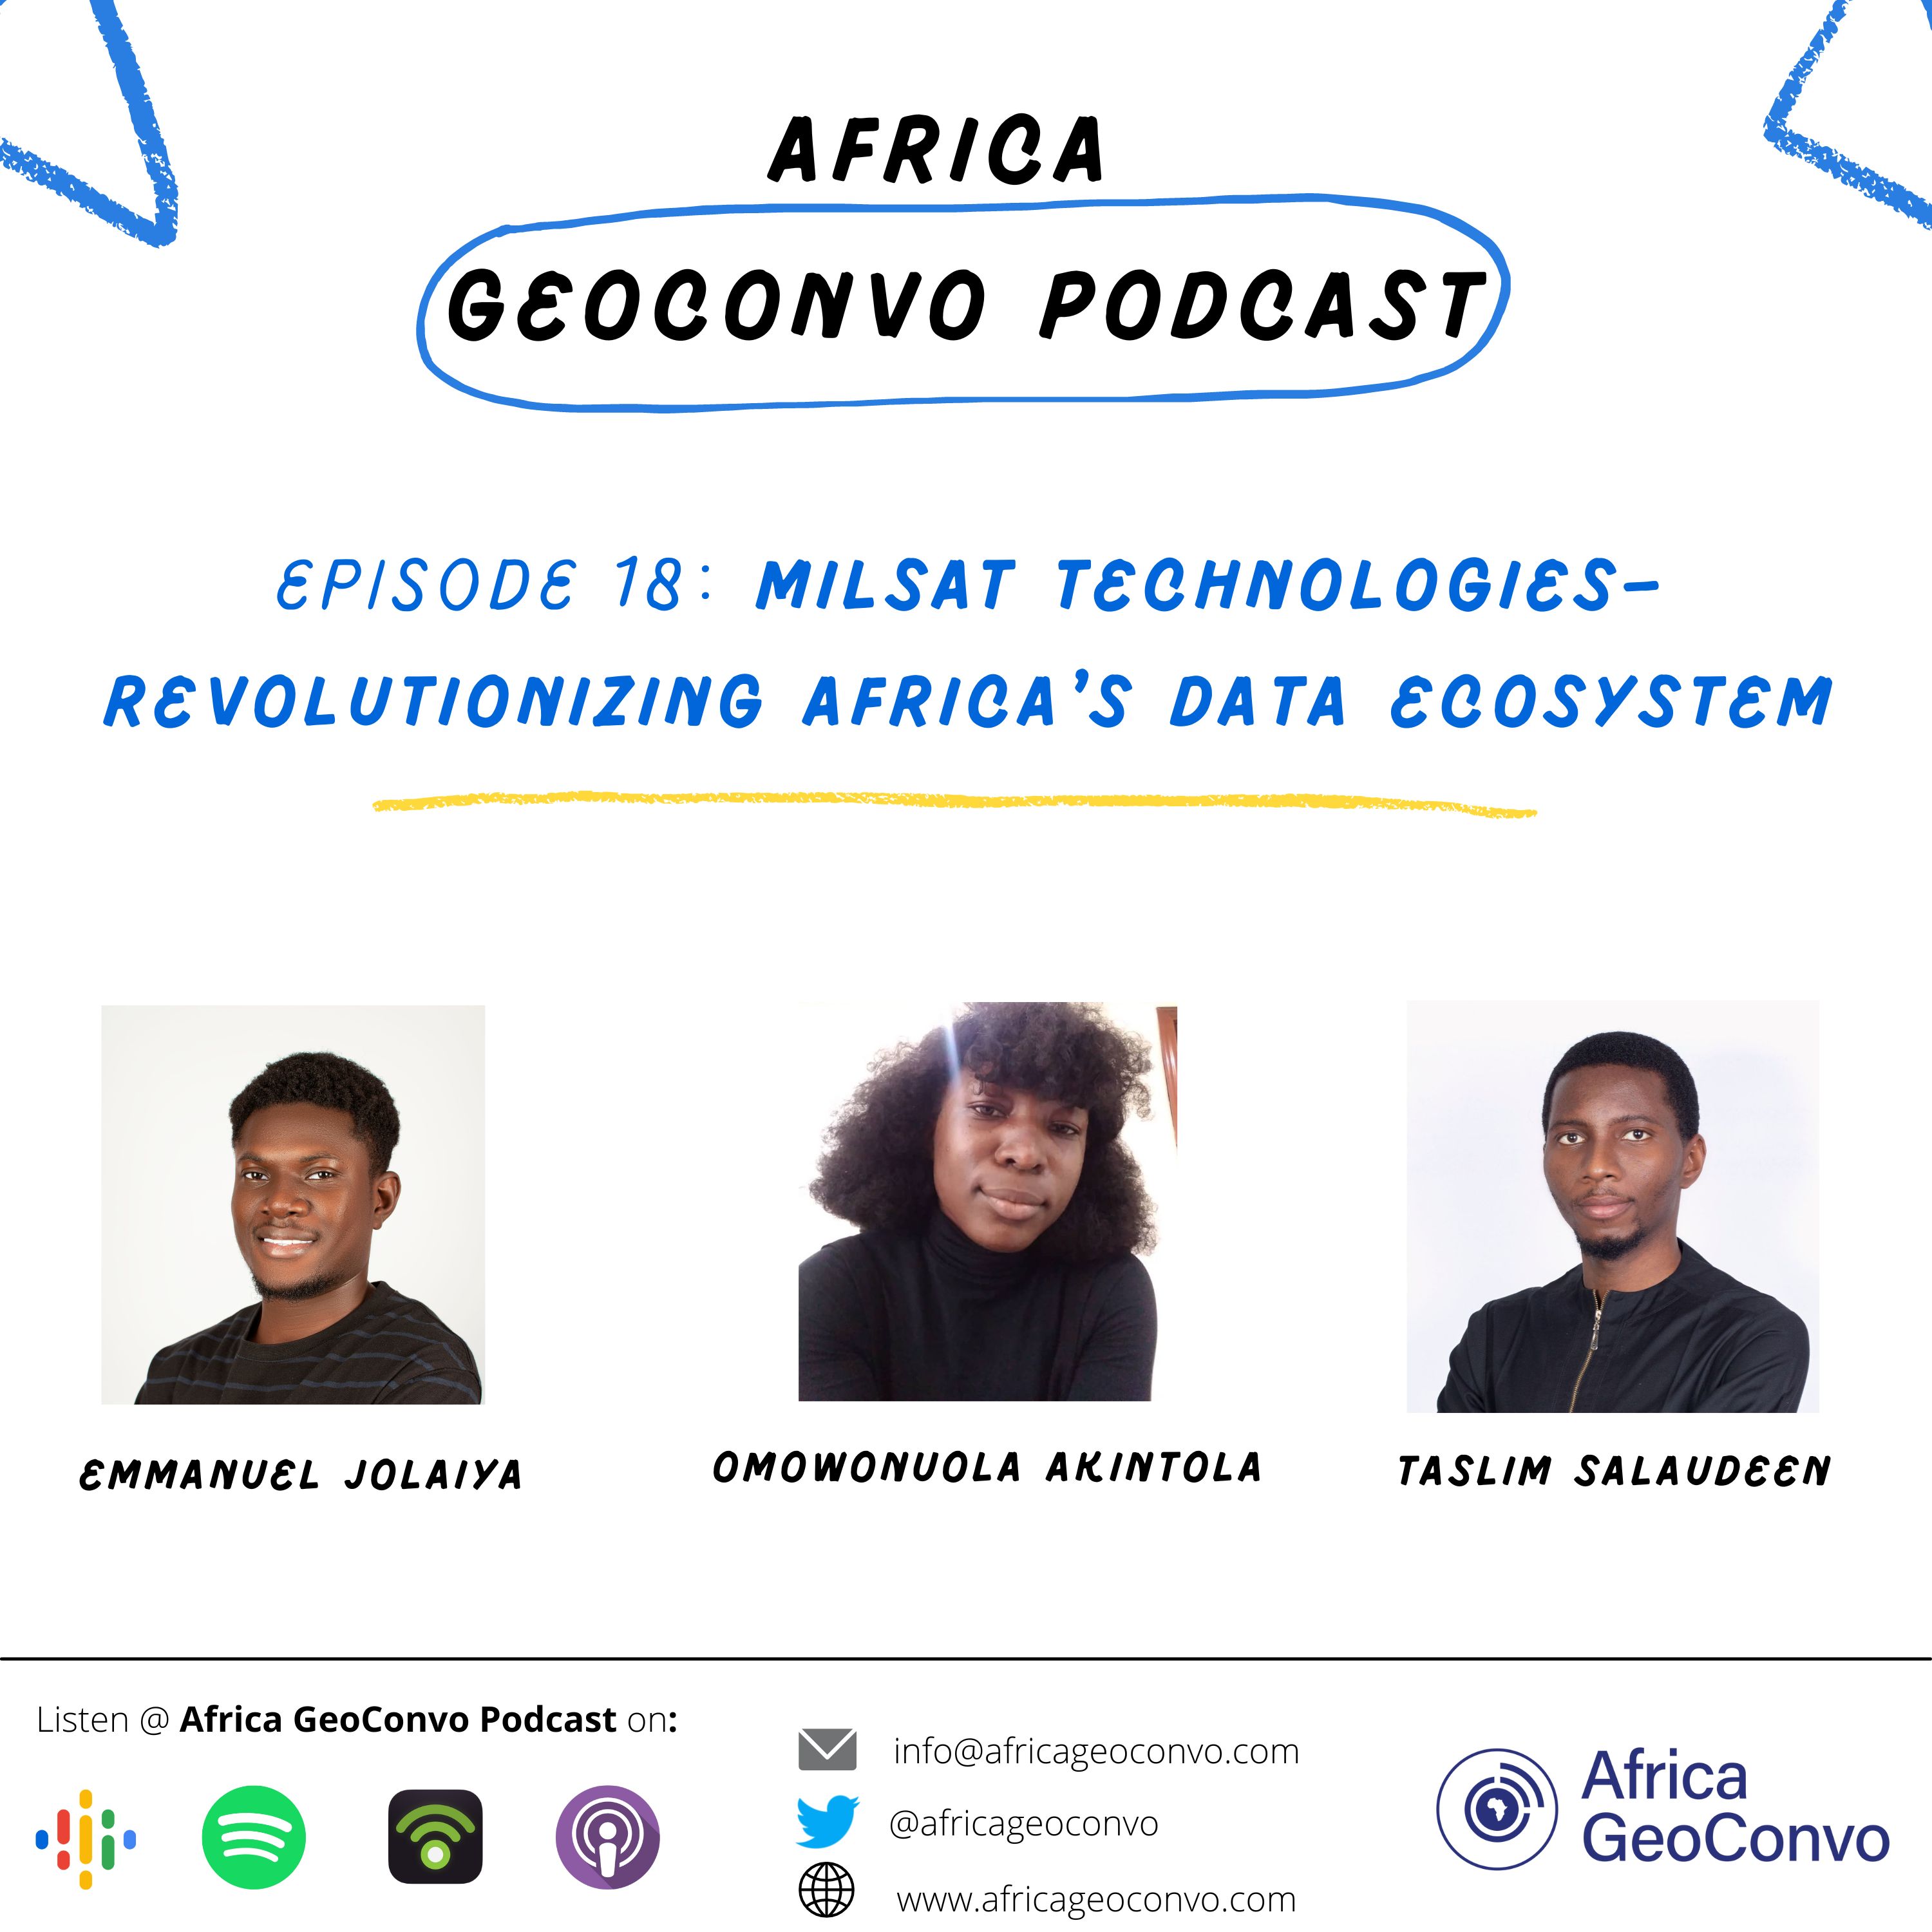 AFRICA
GEOCONVO PODCAST
EPISODE 18: MILSAT TECHNOLOGIES-
REVOLUTIONIZING AFRICA'S DATA ECOSYSTEM
EMMANUEL JOLAIYA
OMOWONUOLA AKINTOLA
TASLIM SALAUDEEN
Listen @ Africa GeoConvo Podcast on:
info@africageoconvo.com
@africageoconvo
www.africageoconvo.com
Africa
GeoConvo